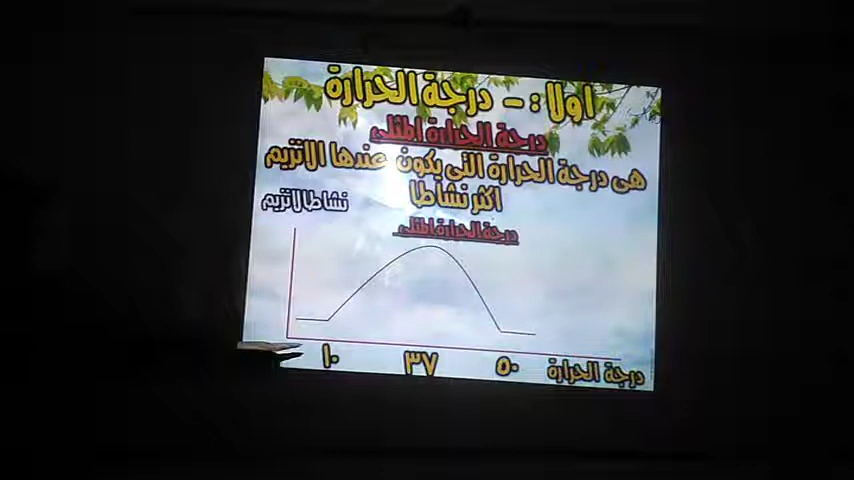 اولا : - درجة الحرارة
درجة الحرارة المثلى
هى درجة الحرارة التى يكون عندها الانزيم
اكثر نشاطا
نشاط الانزيم
درجة الحرارة المثلى
١٠ ٣٧ ٥٠ درجة الحرارة